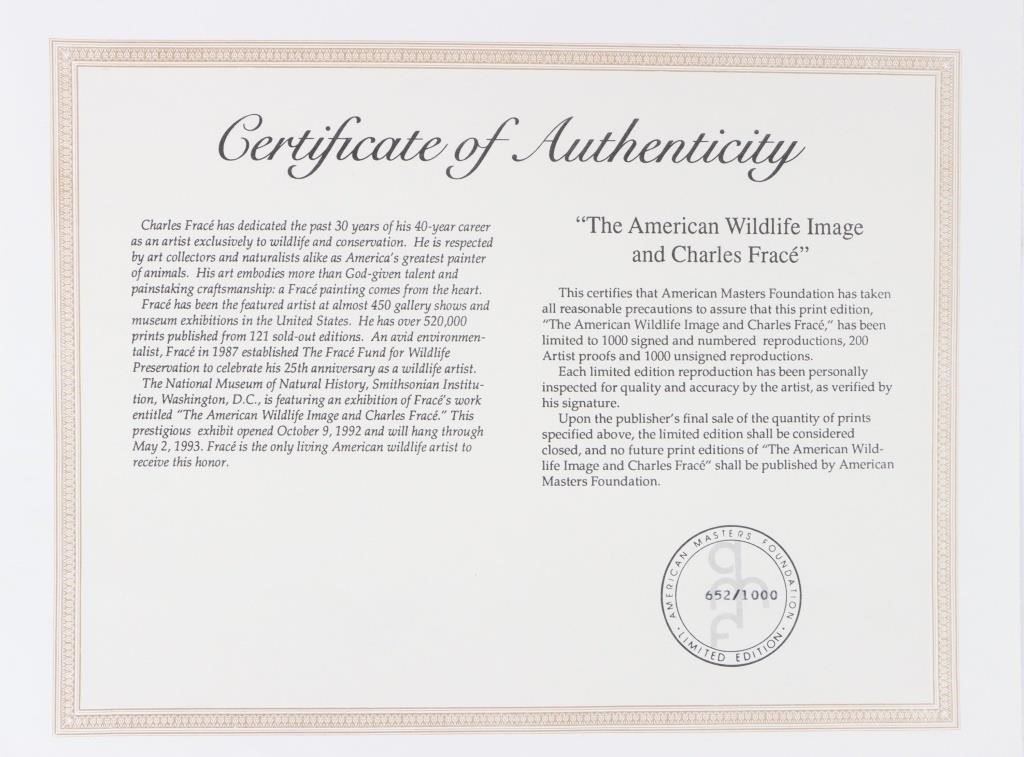 Certificate of Authenticity
Charles Fracé has dedicated the past 30 years of his 40-year career
as an artist exclusively to wildlife and conservation. He is respected
by art collectors and naturalists alike as America's greatest painter
of animals. His art embodies more than God-given talent and
painstaking craftsmanship: a Fracé painting comes from the heart.
Fracé has been the featured artist at almost 450 gallery shows and
museum exhibitions in the United States. He has over 520,000
prints published from 121 sold-out editions. An avid environmen-
talist, Fracé in 1987 established The Fracé Fund for Wildlife
Preservation to celebrate his 25th anniversary as a wildlife artist.
The National Museum of Natural History, Smithsonian Institu-
tion, Washington, D.C., is featuring an exhibition of Fracé's work
entitled "The American Wildlife Image and Charles Fracé." This
prestigious exhibit opened October 9, 1992 and will hang through
May 2, 1993. Fracé is the only living American wildlife artist to
receive this honor.
"The American Wildlife Image
and Charles Fracé"
This certifies that American Masters Foundation has taken
all reasonable precautions to assure that this print edition,
"The American Wildlife Image and Charles Fracé," has been
limited to 1000 signed and numbered reproductions, 200
Artist proofs and 1000 unsigned reproductions.
Each limited edition reproduction has been personally
inspected for quality and accuracy by the artist, as verified by
his signature.
Upon the publisher's final sale of the quantity of prints
specified above, the limited edition shall be considered
closed, and no future print editions of "The American Wild-
life Image and Charles Fracé" shall be published by American
Masters Foundation.
AMERICAN MASTERS FOUNDATION
amf
652/1000
· LIMITED EDITION ·